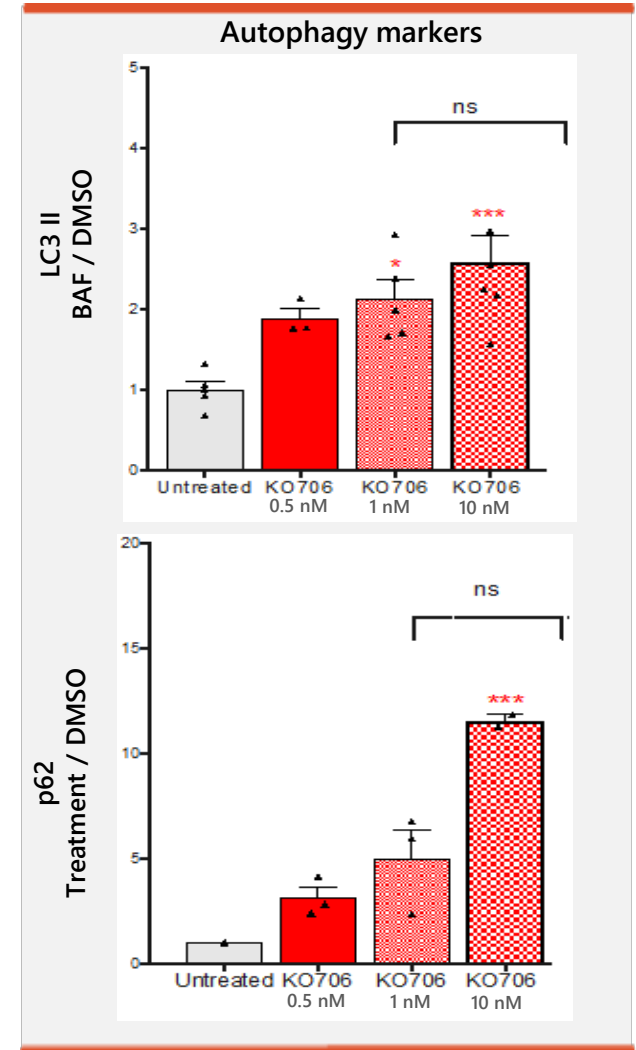 Autophagy markers
LC3 II
BAF / DMSO
5
4
3
2
1
0
ns
*
***
Untreated KO706 KO706 KO706
0.5 nM 1 nM 10 nM
p62
Treatment / DMSO
20
15
10
5
0
ns
***
Untreated KO706 KO706 KO706
0.5 nM 1 nM 10 nM